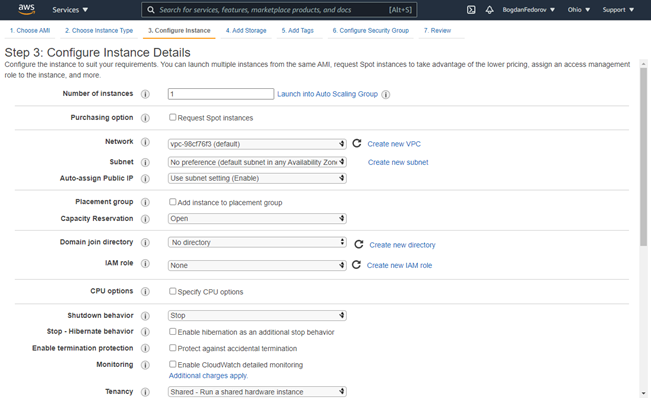 aws Services Search for services, features, marketplace products, and docs [Alt+S] BogdanFedorov Ohio Support
1. Choose AMI 2. Choose Instance Type 3. Configure Instance 4. Add Storage 5. Add Tags 6. Configure Security Group 7. Review
Step 3: Configure Instance Details
Configure the instance to suit your requirements. You can launch multiple instances from the same AMI, request Spot instances to take advantage of the lower pricing, assign an access management
role to the instance, and more.
Number of instances 1 Launch into Auto Scaling Group
Purchasing option Request Spot instances
Network vpc-98cf76f3 (default) Create new VPC
Subnet No preference (default subnet in any Availability Zone Create new subnet
Auto-assign Public IP Use subnet setting (Enable)
Placement group Add instance to placement group
Capacity Reservation Open
Domain join directory No directory Create new directory
IAM role None Create new IAM role
CPU options Specify CPU options
Shutdown behavior Stop
Stop - Hibernate behavior Enable hibernation as an additional stop behavior
Enable termination protection Protect against accidental termination
Monitoring Enable CloudWatch detailed monitoring
Additional charges apply.
Tenancy Shared - Run a shared hardware instance